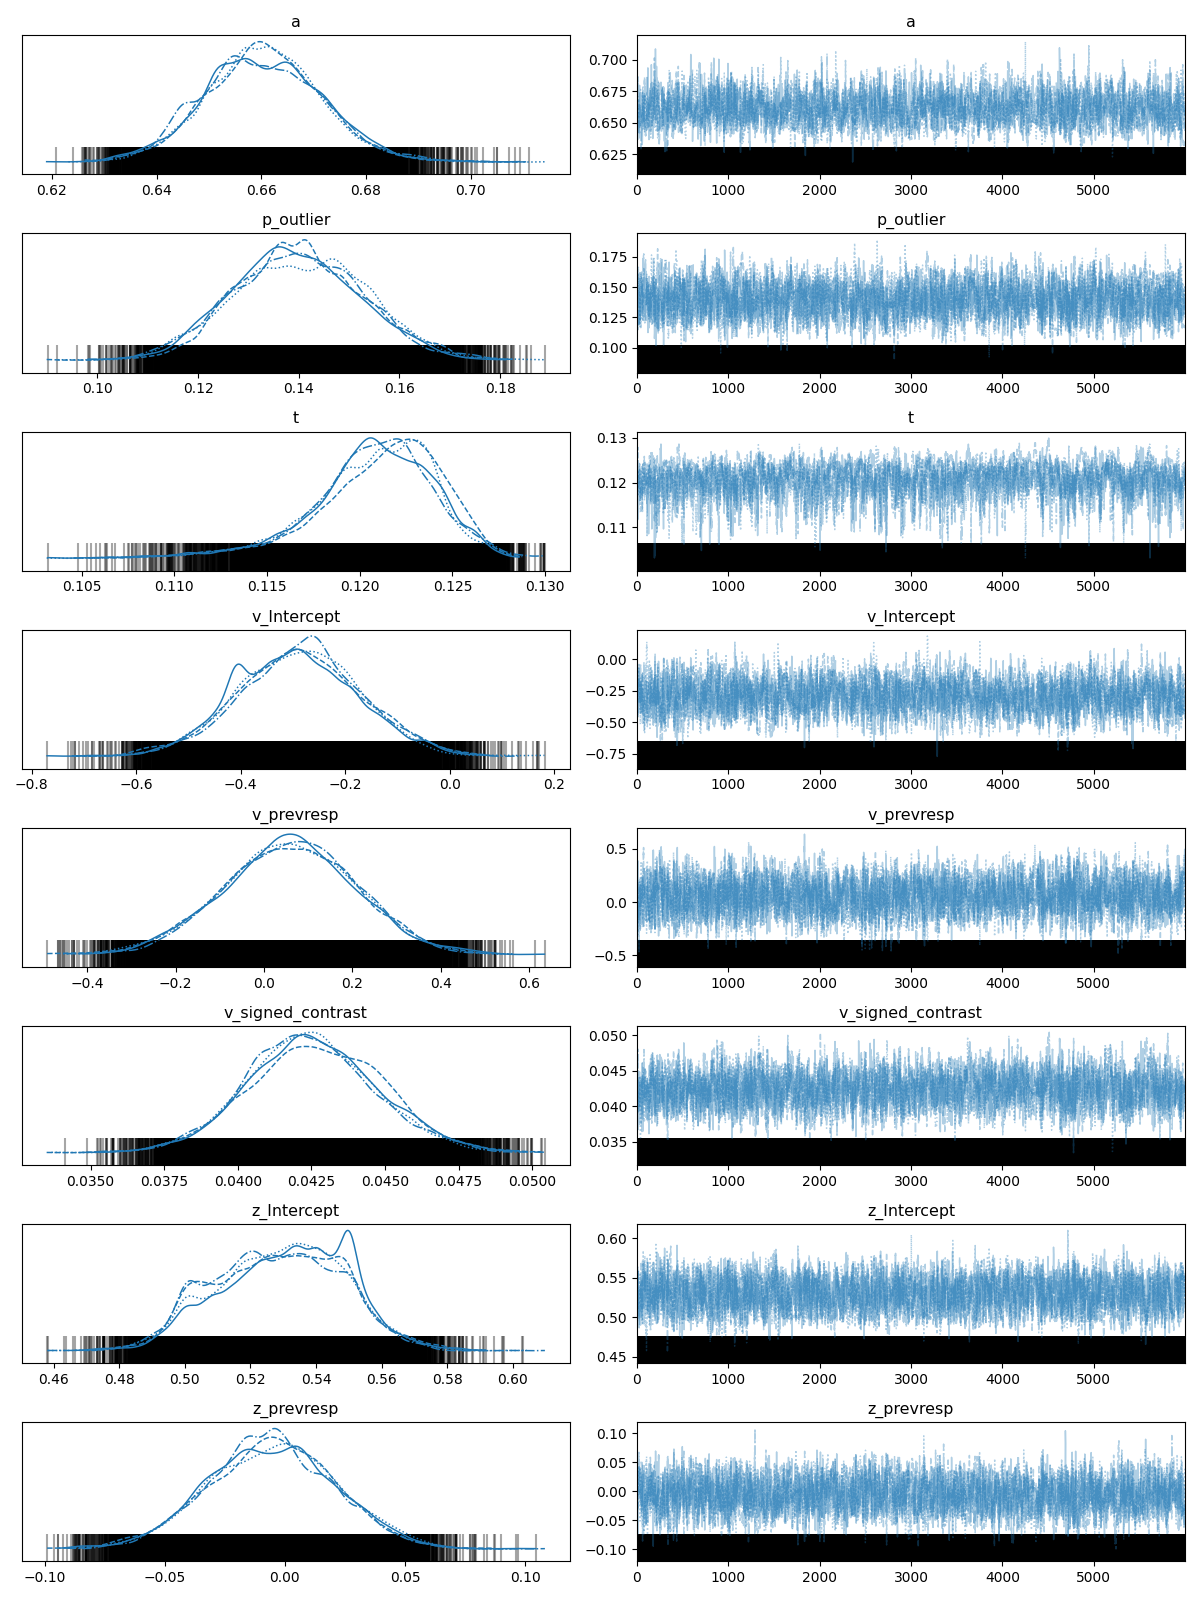 a a
0.700
0.675
0.650
0.625
0.62 0.64 0.66 0.68 0.70 0 1000 2000 3000 4000 5000
p_outlier p_outlier
0.175
0.150
0.125
0.100
0.10 0.12 0.14 0.16 0.18 0 1000 2000 3000 4000 5000
t t
0.13
0.12
0.11
0.105 0.110 0.115 0.120 0.125 0.130 0 1000 2000 3000 4000 5000
v_Intercept v_Intercept
0.00
−0.25
−0.50
−0.75
−0.8 −0.6 −0.4 −0.2 0.0 0.2 0 1000 2000 3000 4000 5000
v_prevresp v_prevresp
0.5
0.0
−0.5
−0.4 −0.2 0.0 0.2 0.4 0.6 0 1000 2000 3000 4000 5000
v_signed_contrast v_signed_contrast
0.050
0.045
0.040
0.035
0.0350 0.0375 0.0400 0.0425 0.0450 0.0475 0.0500 0 1000 2000 3000 4000 5000
z_Intercept z_Intercept
0.60
0.55
0.50
0.45
0.46 0.48 0.50 0.52 0.54 0.56 0.58 0.60 0 1000 2000 3000 4000 5000
z_prevresp z_prevresp
0.10
0.05
0.00
−0.05
−0.10
−0.10 −0.05 0.00 0.05 0.10 0 1000 2000 3000 4000 5000